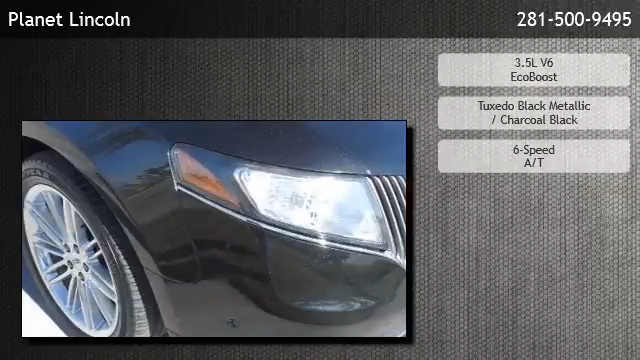 Planet Lincoln
281-500-9495
3.5L V6
EcoBoost
Tuxedo Black Metallic
/ Charcoal Black
6-Speed
A/T